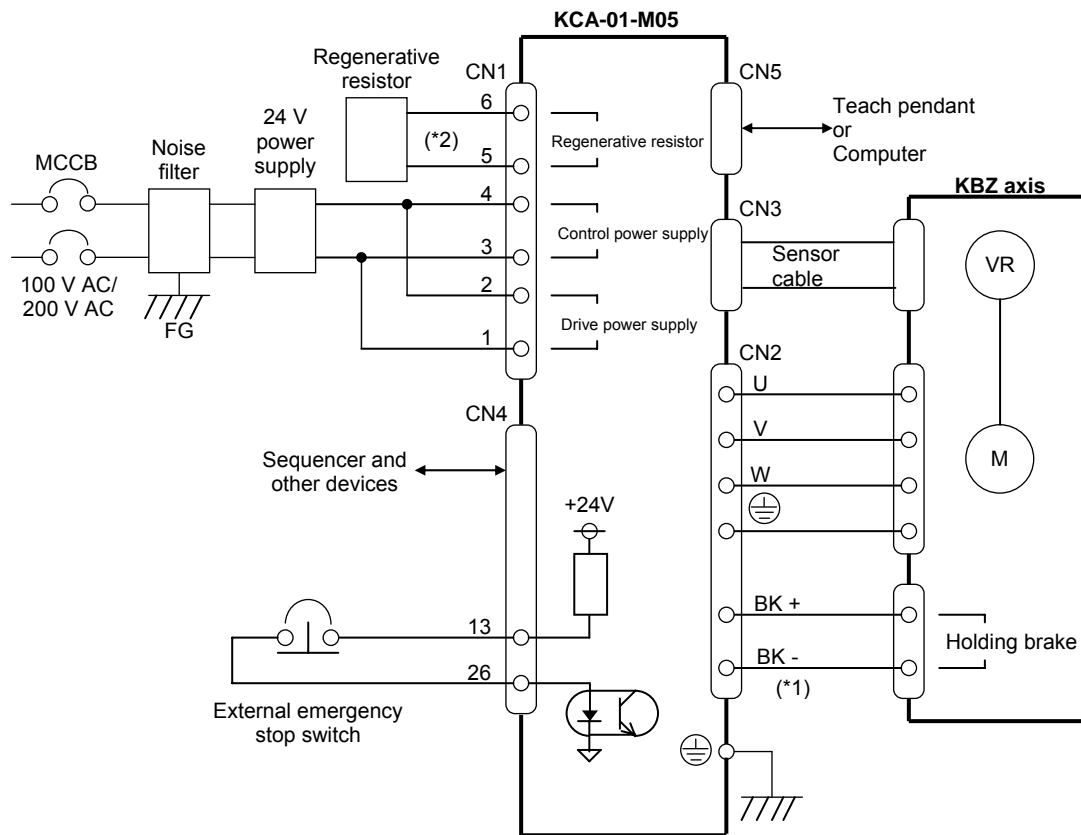 KCA-01-M05
Regenerative
resistor
CN1
6
(*2)
5
Regenerative resistor
4
3
Control power supply
2
1
Drive power supply
MCCB
Noise
filter
24 V
power
supply
100 V AC/
200 V AC
FG
CN5
Teach pendant
or
Computer
KBZ axis
CN3
Sensor
cable
VR
M
CN2
U
V
W
BK +
BK -
(*1)
Holding brake
CN4
Sequencer and
other devices
+24V
13
26
External emergency
stop switch